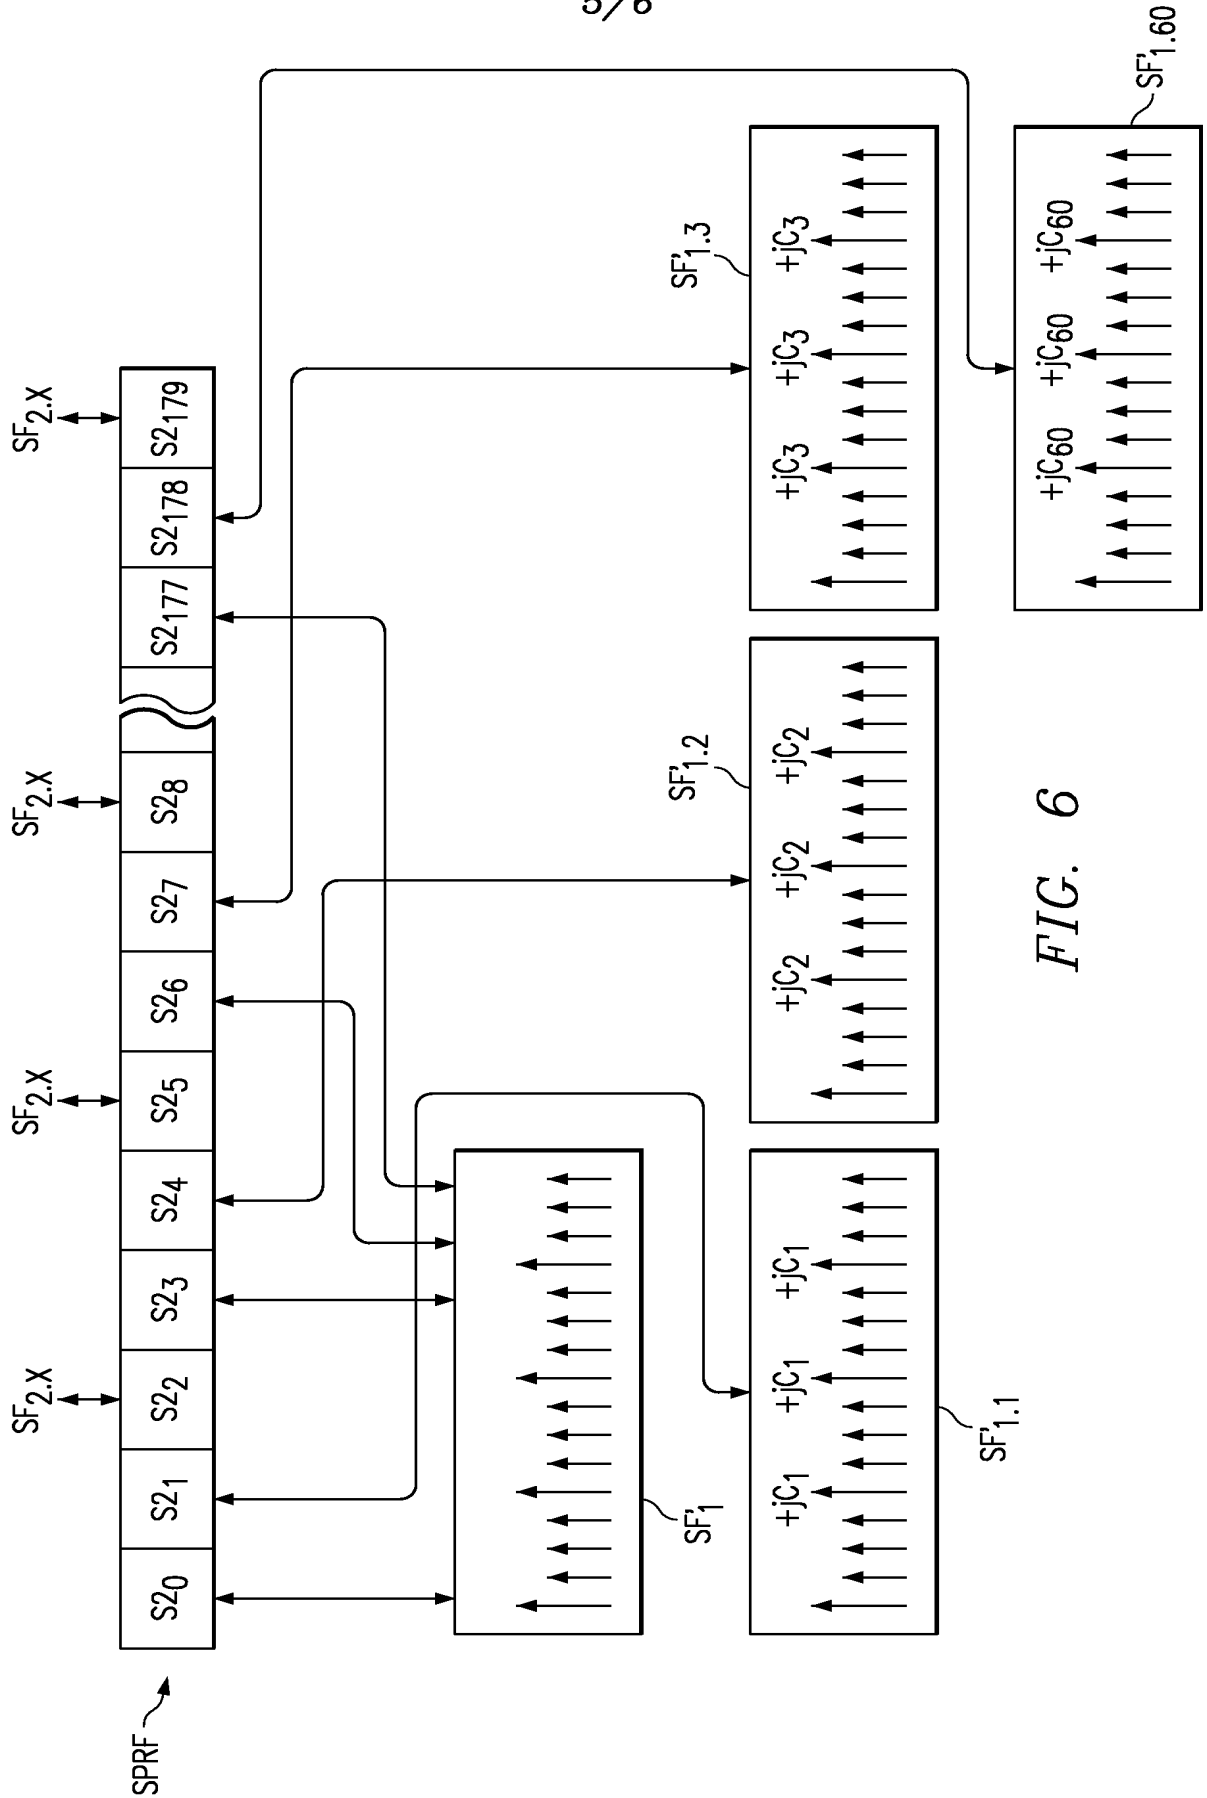 5/6
SPRF
SF2.X SF2.X SF2.X SF2.X
S20 S21 S22 S23 S24 S25 S26 S27 S28 S2177 S2178 S2179
SF'1
+jC1 +jC1 +jC1
SF'1.1
SF'1.2
+jC2 +jC2 +jC2
SF'1.3
+jC3 +jC3 +jC3
+jC60 +jC60 +jC60
SF'1.60
FIG. 6